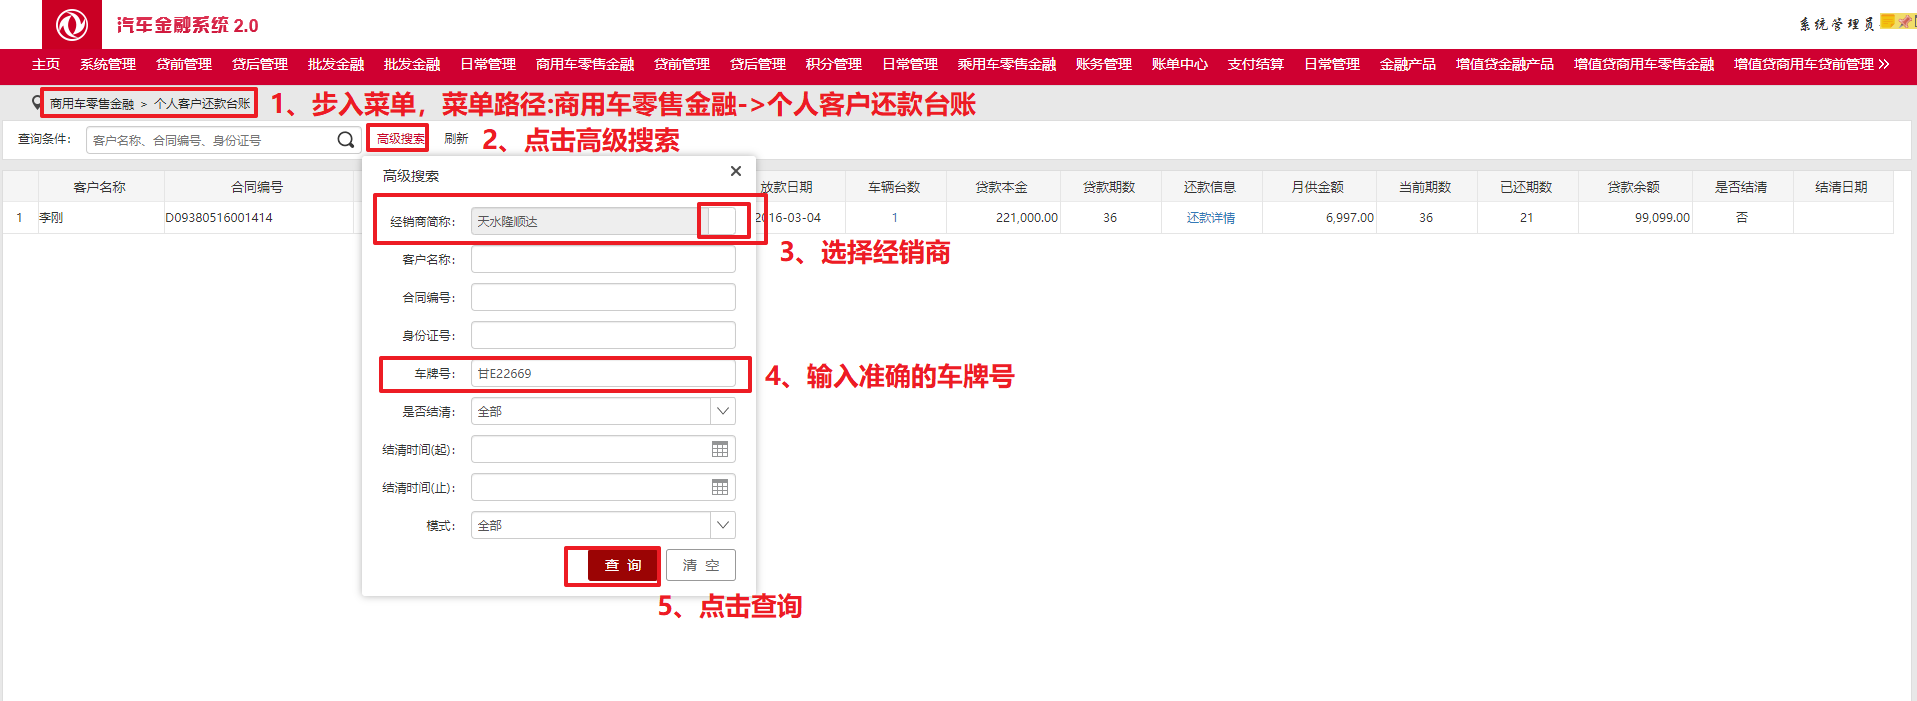 汽车金融系统 2.0
系统管理员
主页 系统管理 贷前管理 贷后管理 批发金融 批发金融 日常管理 商用车零售金融 贷前管理 贷后管理 积分管理 日常管理 乘用车零售金融 账务管理 账单中心 支付结算 日常管理 金融产品 增值贷金融产品 增值贷商用车零售金融 增值贷商用车贷前管理 »
商用车零售金融 > 个人客户还款台账 1、步入菜单，菜单路径:商用车零售金融->个人客户还款台账
查询条件： 客户名称、合同编号、身份证号 高级搜索 刷新 2、点击高级搜索
客户名称 合同编号 放款日期 车辆台数 贷款本金 贷款期数 还款信息 月供金额 当前期数 已还期数 贷款余额 是否结清 结清日期
1 李刚 D09380516001414 2016-03-04 1 221,000.00 36 还款详情 6,997.00 36 21 99,099.00 否
高级搜索 ×
经销商简称： 天水隆顺达
3、选择经销商
客户名称：
合同编号：
身份证号：
车牌号： 甘E22669
4、输入准确的车牌号
是否结清： 全部
结清时间(起)：
结清时间(止)：
模式： 全部
查 询 清 空
5、点击查询